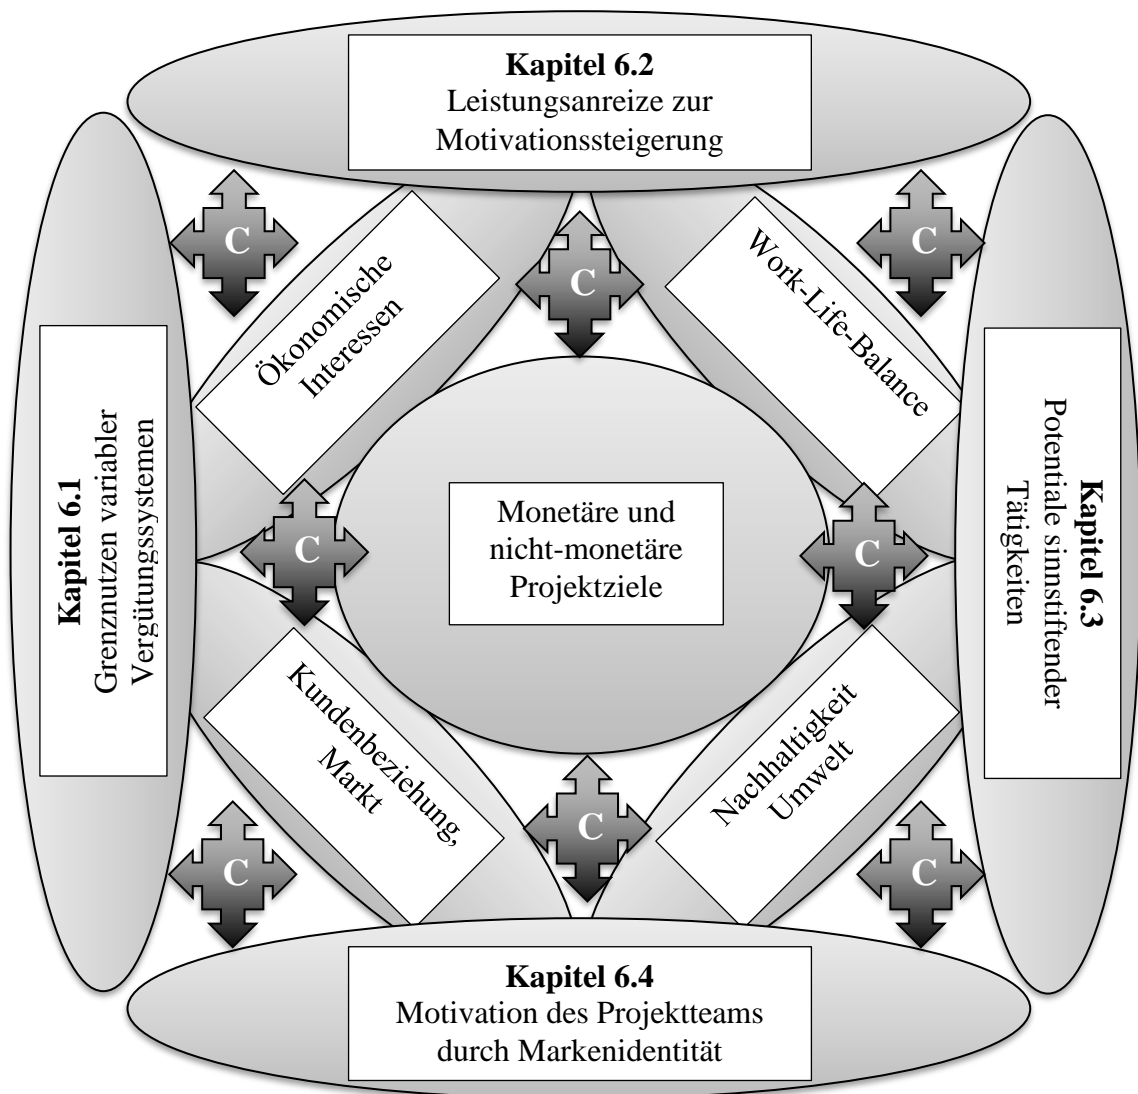 Kapitel 6.2
Leistungsanreize zur
Motivationssteigerung
C
C
C
Ökonomische
Interessen
Work-Life-Balance
Kapitel 6.1
Grenznutzen variabler
Vergütungssystemen
Monetäre und
nicht-monetäre
Projektziele
Kapitel 6.3
Potentiale sinnstiftender
Tätigkeiten
C
C
Kundenbeziehung,
Markt
Nachhaltigkeit
Umwelt
C
C
C
Kapitel 6.4
Motivation des Projektteams
durch Markenidentität